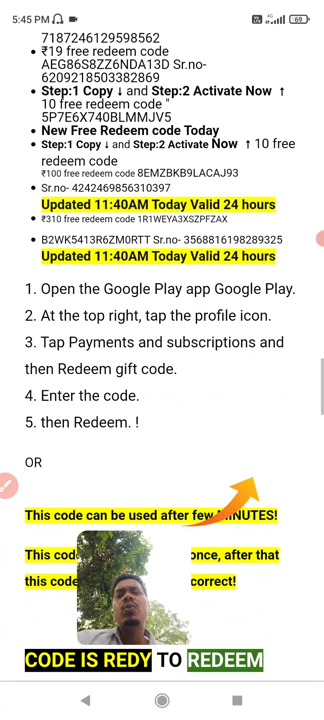 5:45 PM
4G
69
7187246129598562
• ₹19 free redeem code
AEG86S8ZZ6NDA13D Sr.no-
6209218503382869
• Step:1 Copy ↓ and Step:2 Activate Now ↑
10 free redeem code "
5P7E6X740BLMMJV5
• New Free Redeem code Today
• Step:1 Copy ↓ and Step:2 Activate Now ↑ 10 free
redeem code
₹100 free redeem code 8EMZBKB9LACAJ93
• Sr.no- 4242469856310397
Updated 11:40AM Today Valid 24 hours
• ₹310 free redeem code 1R1WEYA3XSZPFZAX
• B2WK5413R6ZM0RTT Sr.no- 3568816198289325
Updated 11:40AM Today Valid 24 hours
1. Open the Google Play app Google Play.
2. At the top right, tap the profile icon.
3. Tap Payments and subscriptions and
then Redeem gift code.
4. Enter the code.
5. then Redeem. !
OR
This code can be used after few MINUTES!
This code once, after that
this code correct!
CODE IS REDY TO REDEEM